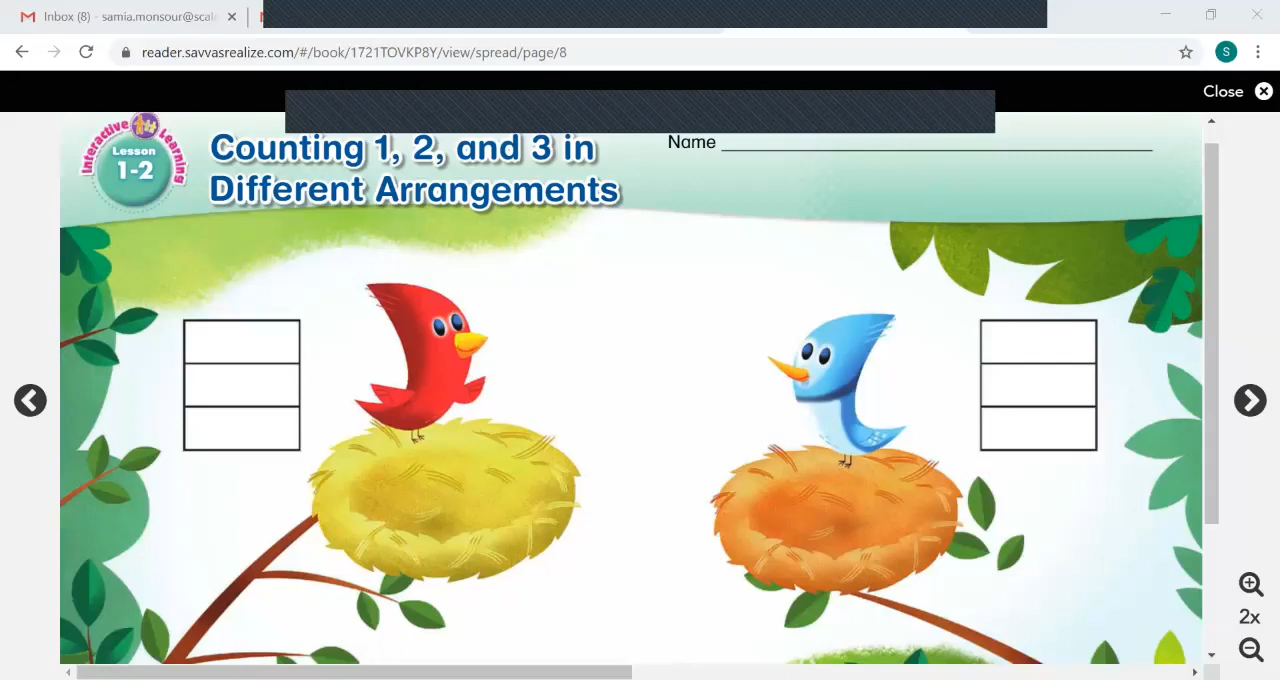 Inbox (8) - samia.monsour@scal
reader.savvasrealize.com/#/book/1721TOVKP8Y/view/spread/page/8
S
Close
Interactive Learning
Lesson
1-2
Counting 1, 2, and 3 in
Different Arrangements
Name
2x